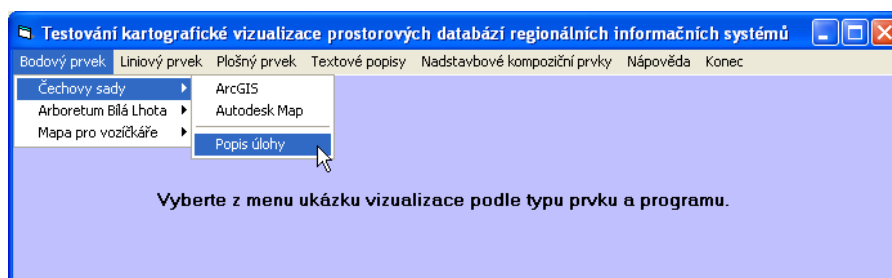 Testování kartografické vizualizace prostorových databází regionálních informačních systémů
Bodový prvek Liniový prvek Plošný prvek Textové popisy Nadstavbové kompoziční prvky Nápověda Konec
Čechovy sady ArcGIS
Arboretum Bílá Lhota Autodesk Map
Mapa pro vozíčkáře Popis úlohy
Vyberte z menu ukázku vizualizace podle typu prvku a programu.